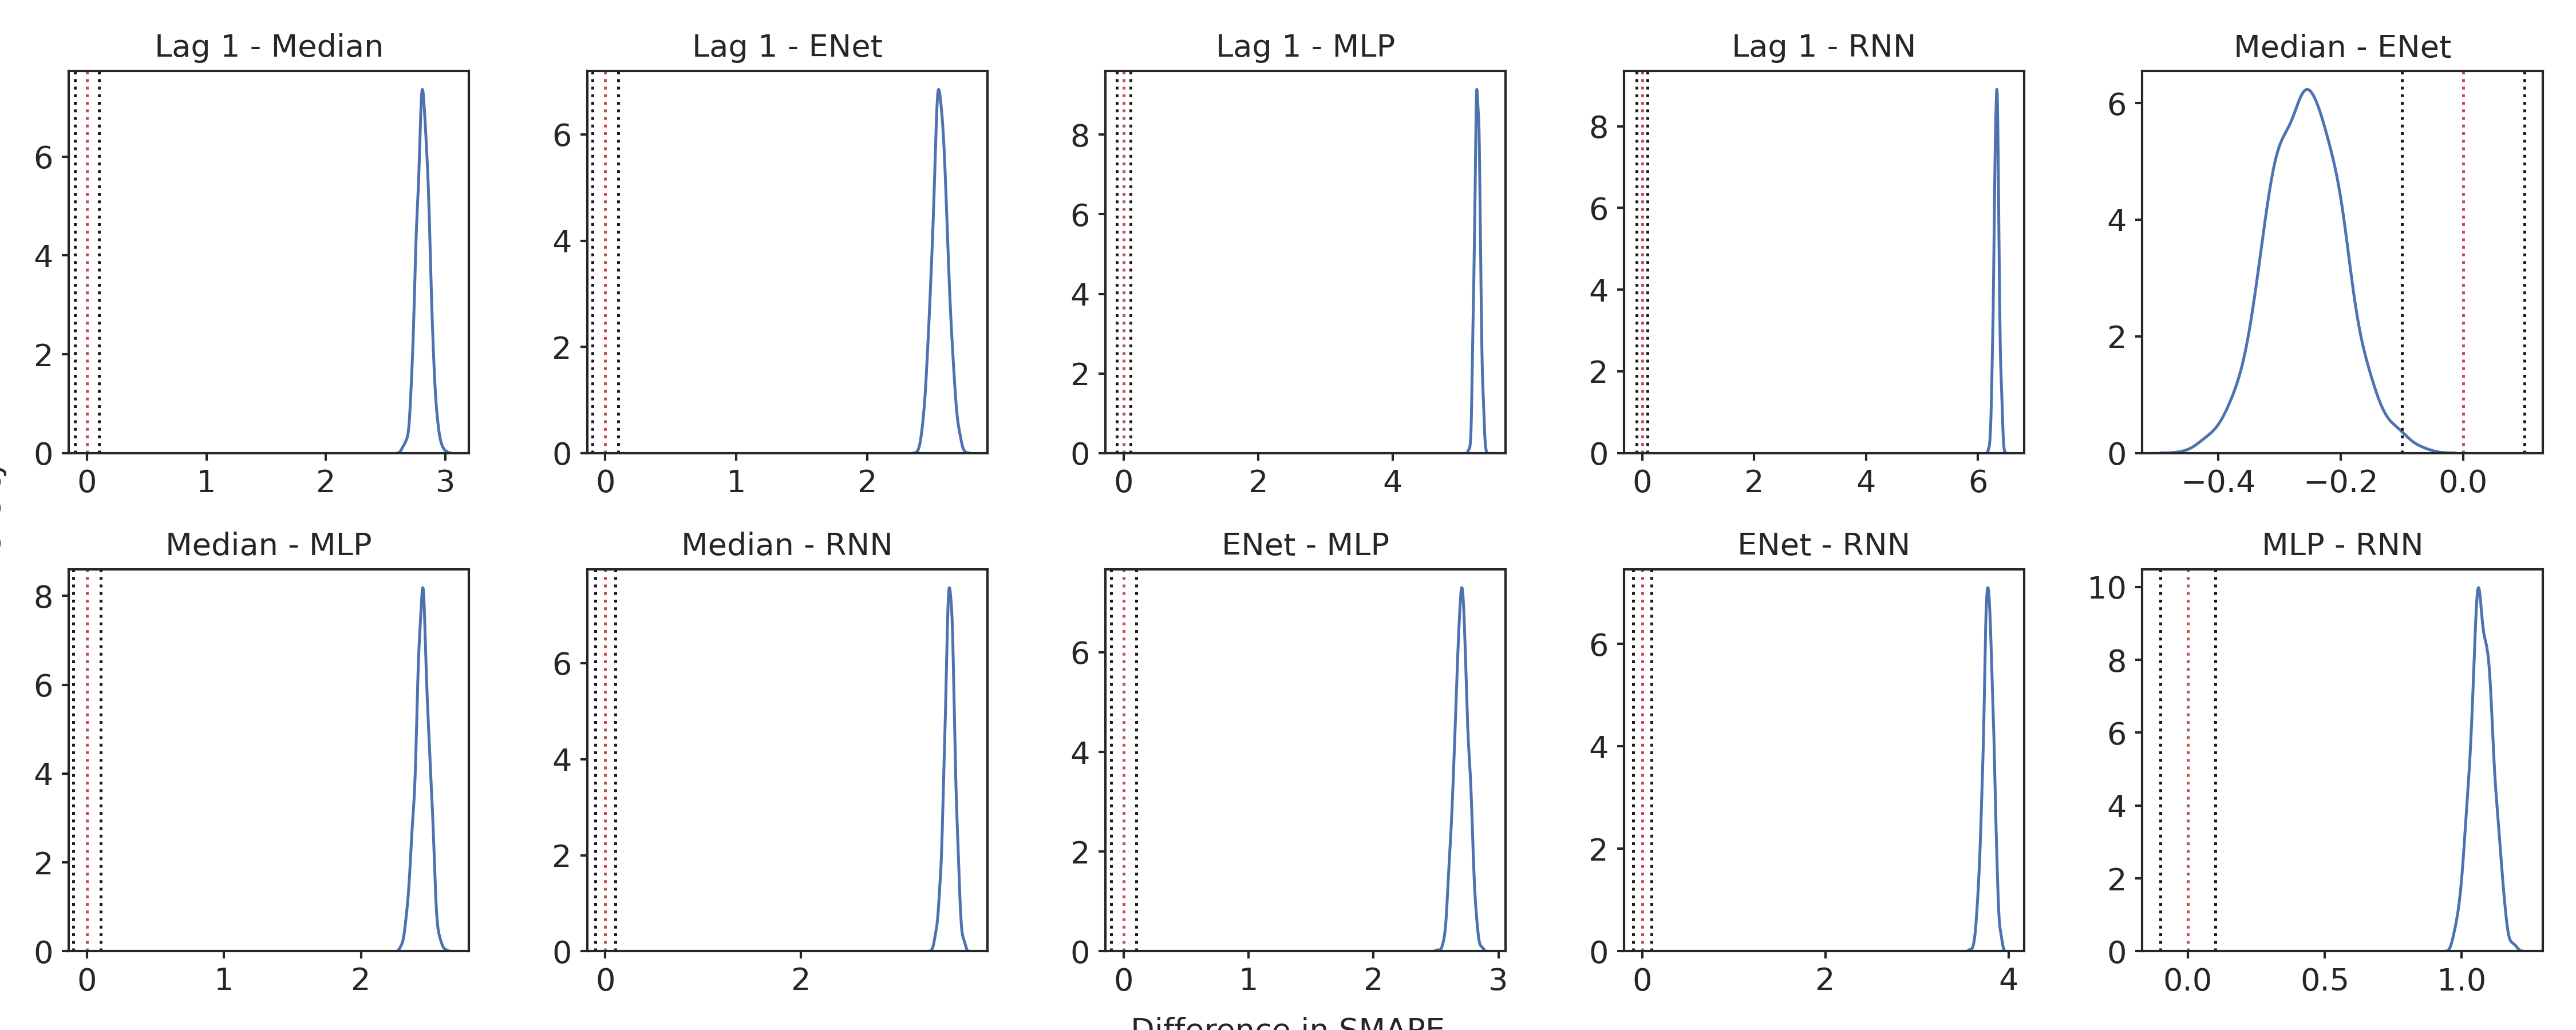 Lag 1 - Median
Lag 1 - ENet
Lag 1 - MLP
Lag 1 - RNN
Median - ENet
0 2 4 6
0 1 2 3
0 2 4 6
0 1 2
0 2 4 6 8
0 2 4
0 2 4 6 8
0 2 4 6
0 2 4 6
−0.4 −0.2 0.0
Median - MLP
Median - RNN
ENet - MLP
ENet - RNN
MLP - RNN
0 2 4 6 8
0 1 2
0 2 4 6
0 2
0 2 4 6
0 1 2 3
0 2 4 6
0 2 4
0 2 4 6 8 10
0.0 0.5 1.0
Difference in SMAPE